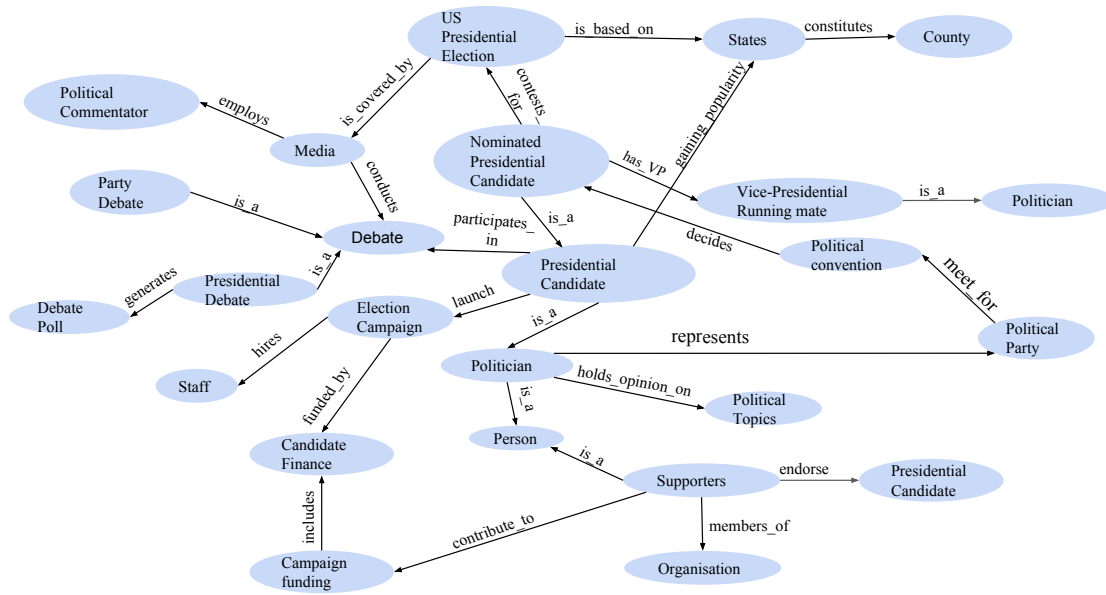 US
Presidential
Election
is_based_on
States
constitutes
County
Political
Commentator
employs
is_covered_by
contests_
for
gaining_popularity
Media
Nominated
Presidential
Candidate
has_VP
Party
Debate
conducts
Vice-Presidential
Running mate
is_a
Politician
is_a
participates_
in
is_a
decides
Debate
Political
convention
meet_for
Presidential
Candidate
is_a
generates
Presidential
Debate
launch
Debate
Poll
Election
Campaign
is_a
represents
Political
Party
hires
Politician
holds_opinion_on
Staff
funded_by
is_a
Political
Topics
Candidate
Finance
Person
is_a
Supporters
endorse
Presidential
Candidate
includes
contribute_to
members_of
Campaign
funding
Organisation